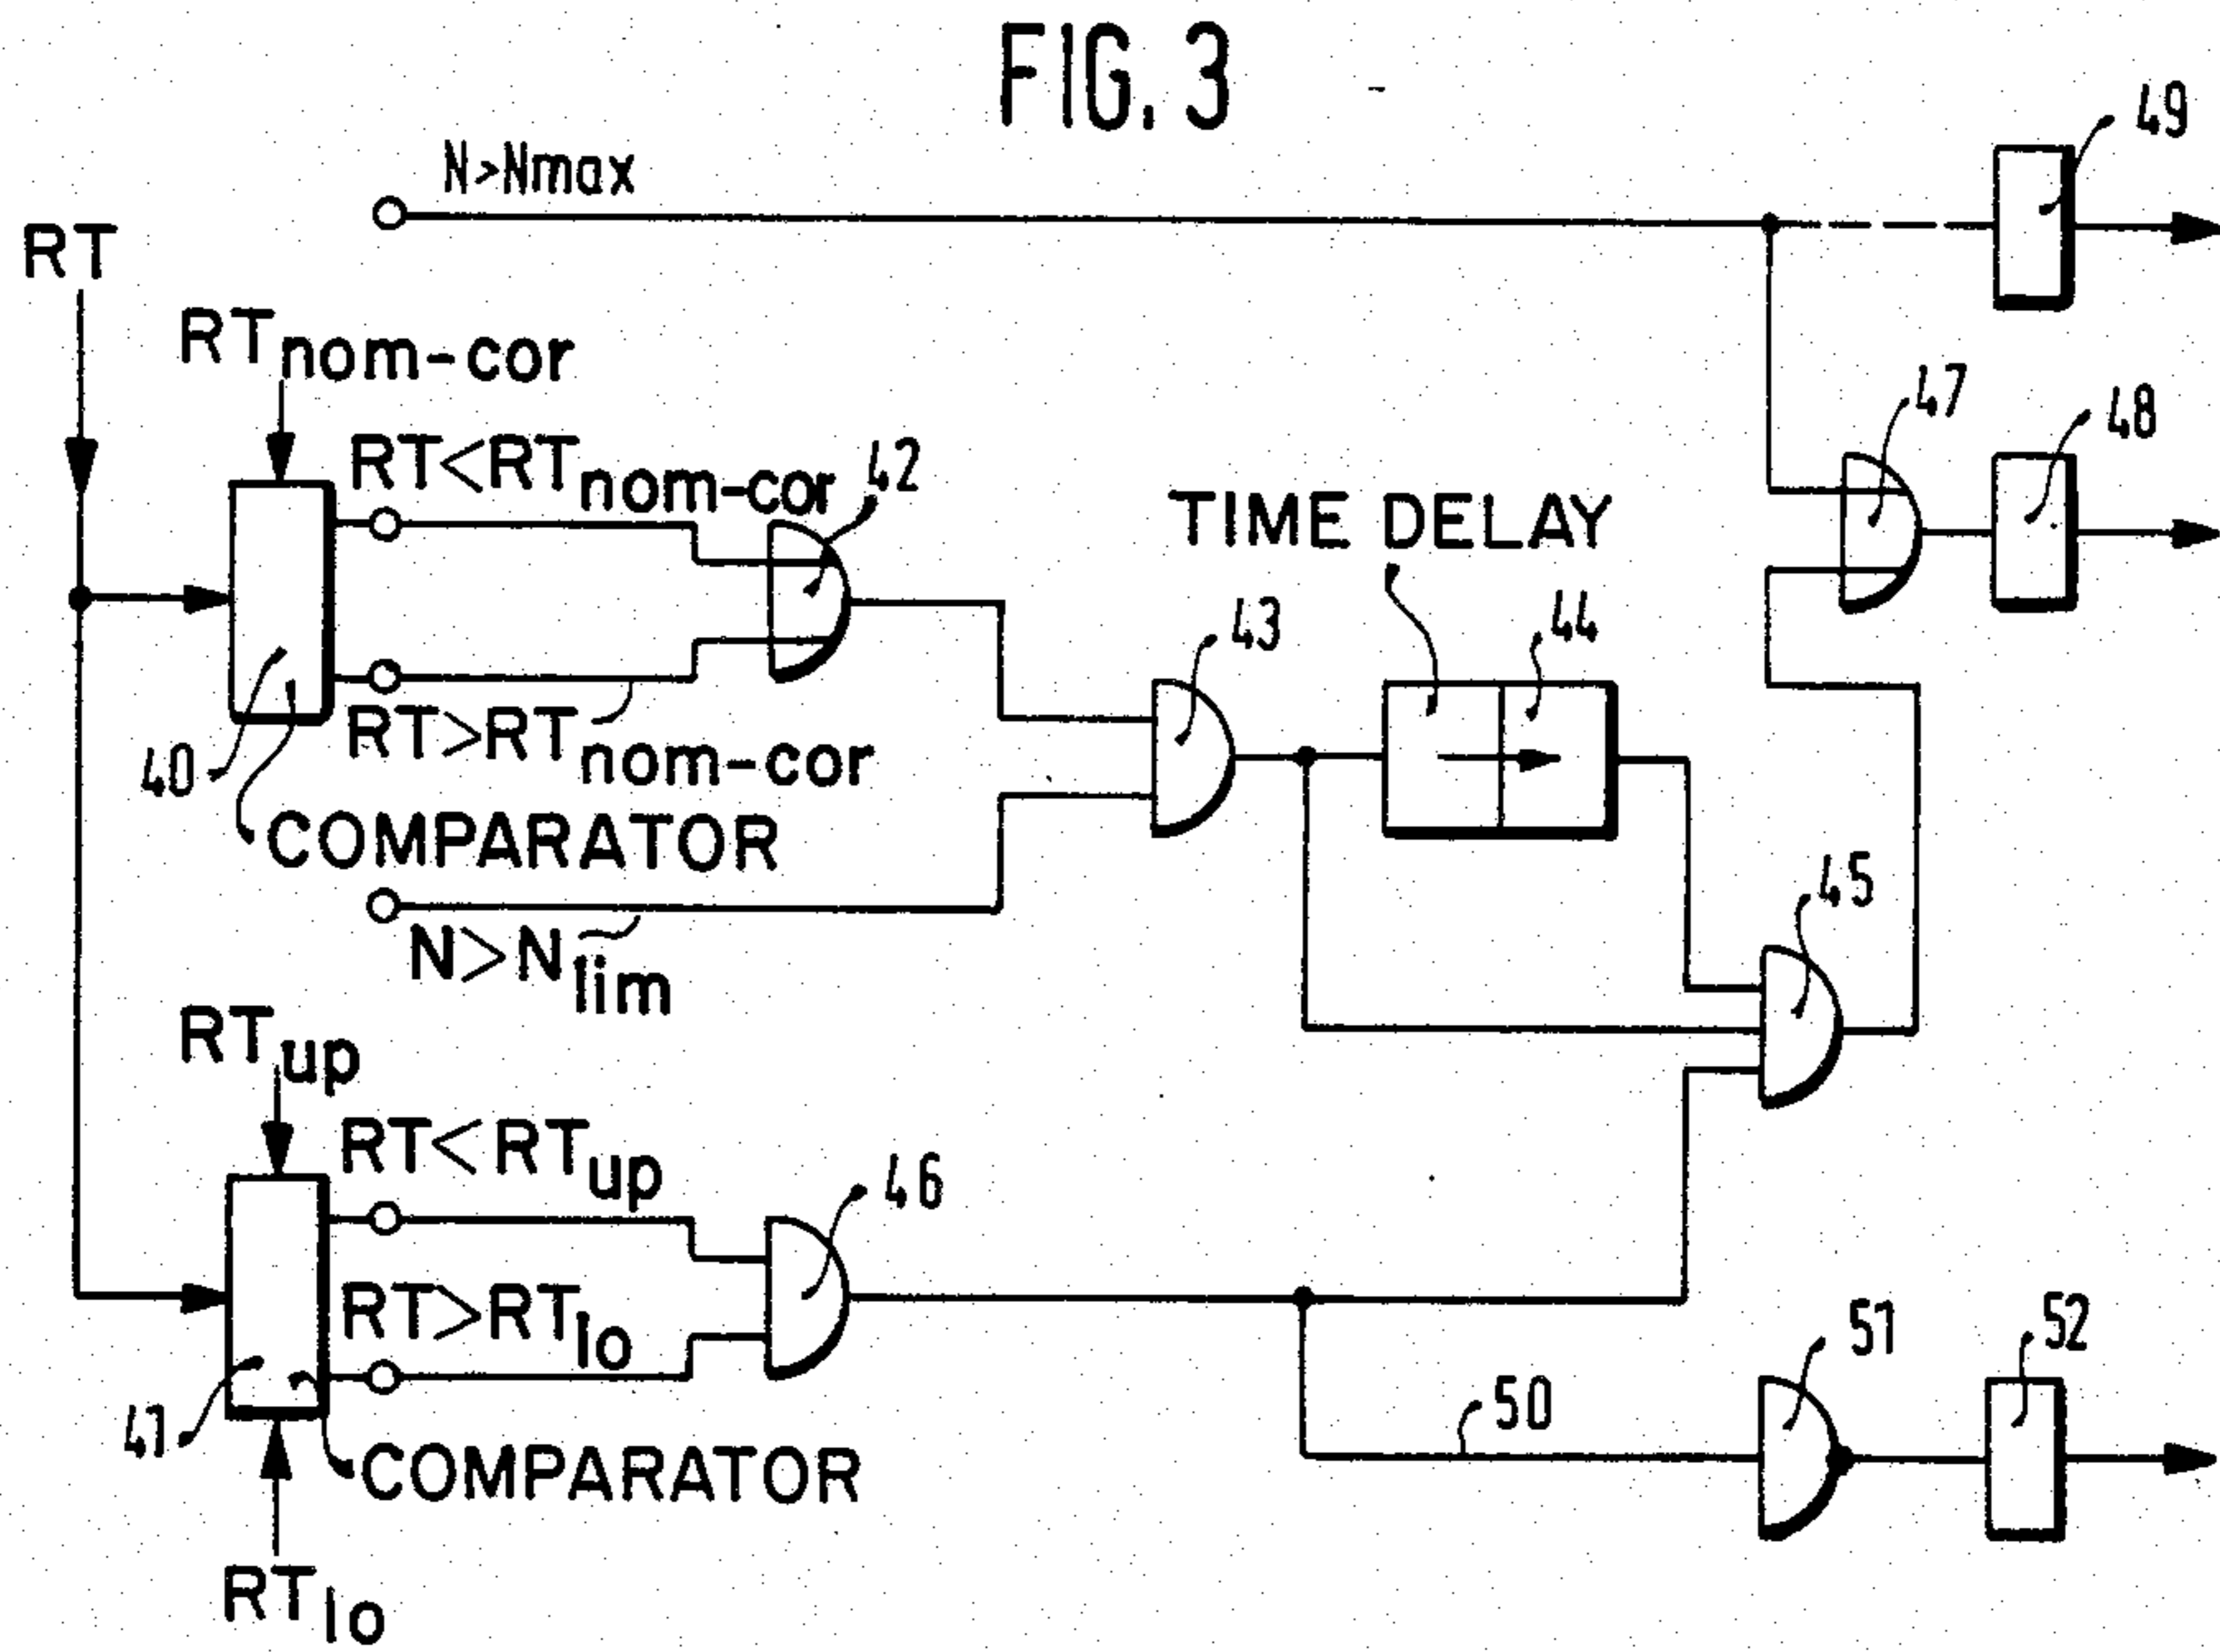 FIG. 3
N>Nmax
49
RT
RTnom-cor
RT<RTnom-cor
42
47
48
TIME DELAY
43
44
RT>RTnom-cor
40
COMPARATOR
N>Nlim
45
RTup
RT<RTup
46
RT>RTlo
51
52
50
41
COMPARATOR
RTlo